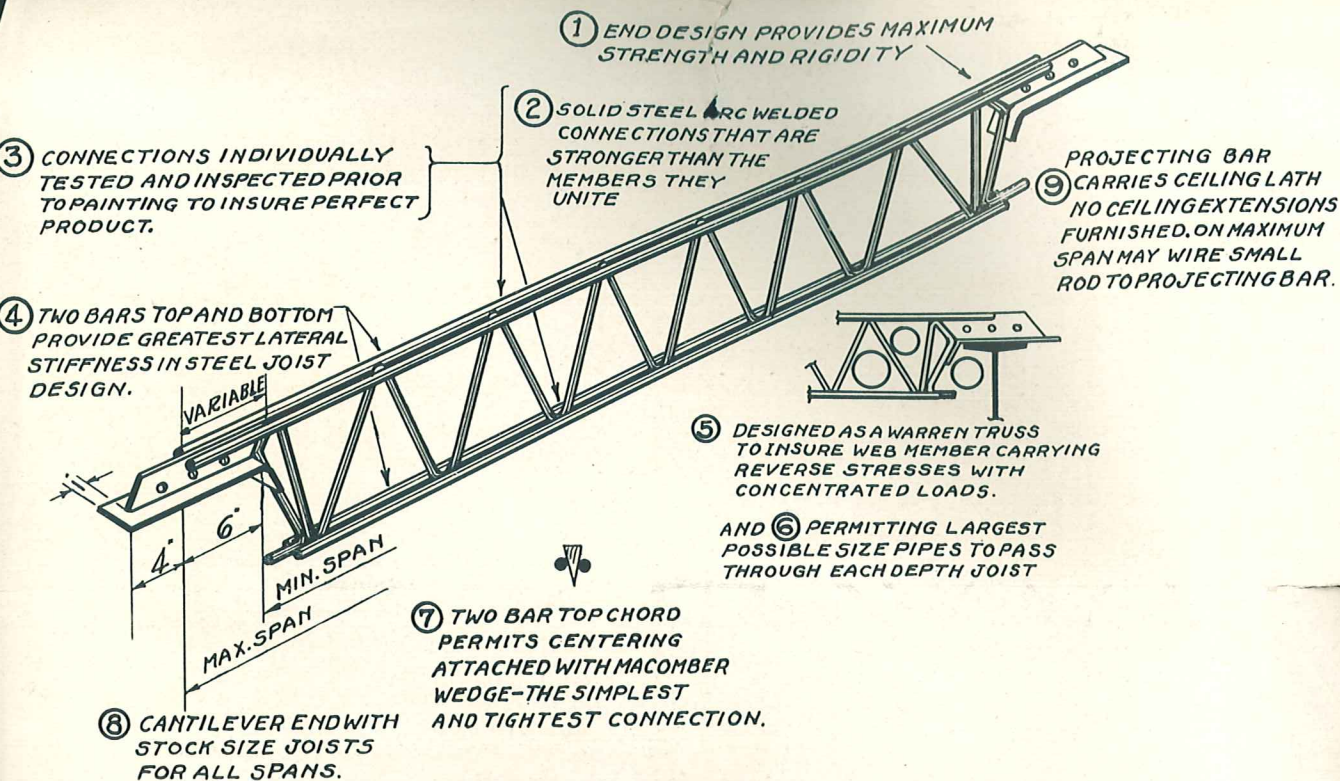 ① END DESIGN PROVIDES MAXIMUM
STRENGTH AND RIGIDITY
② SOLID STEEL ARC WELDED
CONNECTIONS THAT ARE
STRONGER THAN THE
MEMBERS THEY
UNITE
③ CONNECTIONS INDIVIDUALLY
TESTED AND INSPECTED PRIOR
TO PAINTING TO INSURE PERFECT
PRODUCT.
PROJECTING BAR
⑨ CARRIES CEILING LATH
NO CEILING EXTENSIONS
FURNISHED. ON MAXIMUM
SPAN MAY WIRE SMALL
ROD TO PROJECTING BAR.
④ TWO BARS TOP AND BOTTOM
PROVIDE GREATEST LATERAL
STIFFNESS IN STEEL JOIST
DESIGN.
VARIABLE
6"
4"
MIN. SPAN
MAX. SPAN
⑤ DESIGNED AS A WARREN TRUSS
TO INSURE WEB MEMBER CARRYING
REVERSE STRESSES WITH
CONCENTRATED LOADS.
AND ⑥ PERMITTING LARGEST
POSSIBLE SIZE PIPES TO PASS
THROUGH EACH DEPTH JOIST
⑦ TWO BAR TOP CHORD
PERMITS CENTERING
ATTACHED WITH MACOMBER
WEDGE-THE SIMPLEST
AND TIGHTEST CONNECTION.
⑧ CANTILEVER END WITH
STOCK SIZE JOISTS
FOR ALL SPANS.